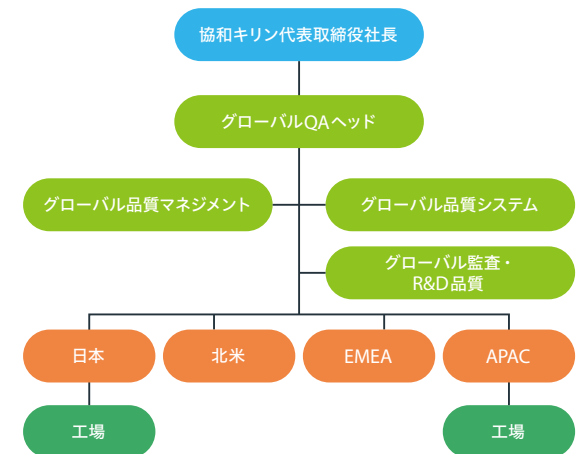 協和キリン代表取締役社長
グローバルQAヘッド
グローバル品質マネジメント
グローバル品質システム
グローバル監査・
R&D品質
日本
北米
EMEA
APAC
工場
工場